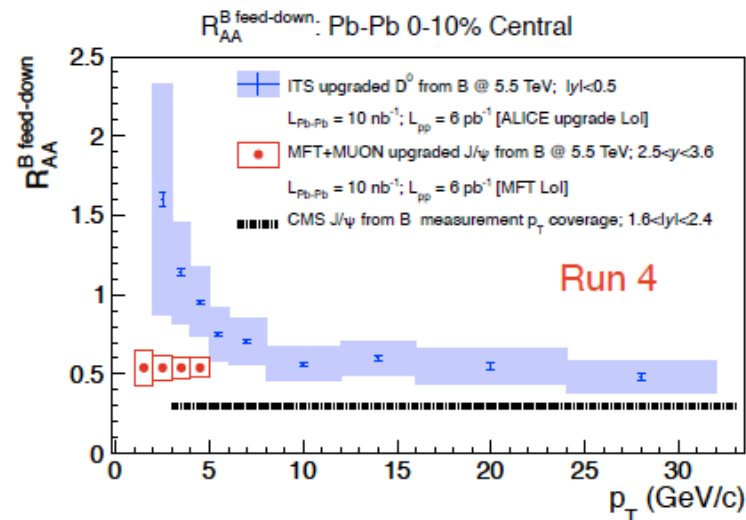 R_AA^B feed-down: Pb-Pb 0-10% Central
R_AA^B feed-down
2.5
2
1.5
1
0.5
0
ITS upgraded D⁰ from B @ 5.5 TeV; |y|<0.5
L_Pb-Pb = 10 nb⁻¹; L_pp = 6 pb⁻¹ [ALICE upgrade LoI]
MFT+MUON upgraded J/ψ from B @ 5.5 TeV; 2.5<y<3.6
L_Pb-Pb = 10 nb⁻¹; L_pp = 6 pb⁻¹ [MFT LoI]
CMS J/ψ from B measurement p_T coverage; 1.6<|y|<2.4
Run 4
0 5 10 15 20 25 30
p_T (GeV/c)